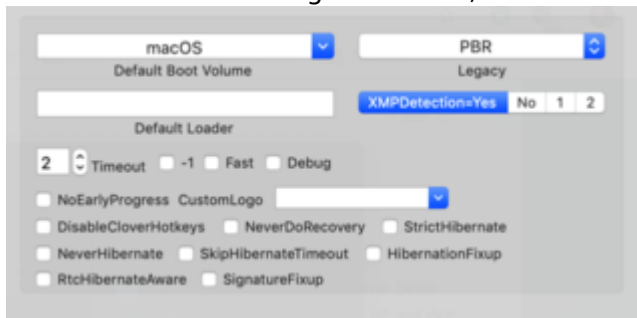 macOS PBR
Default Boot Volume Legacy
XMPDetection=Yes No 1 2
Default Loader
2 Timeout -1 Fast Debug
NoEarlyProgress CustomLogo
DisableCloverHotkeys NeverDoRecovery StrictHibernate
NeverHibernate SkipHibernateTimeout HibernationFixup
RtcHibernateAware SignatureFixup